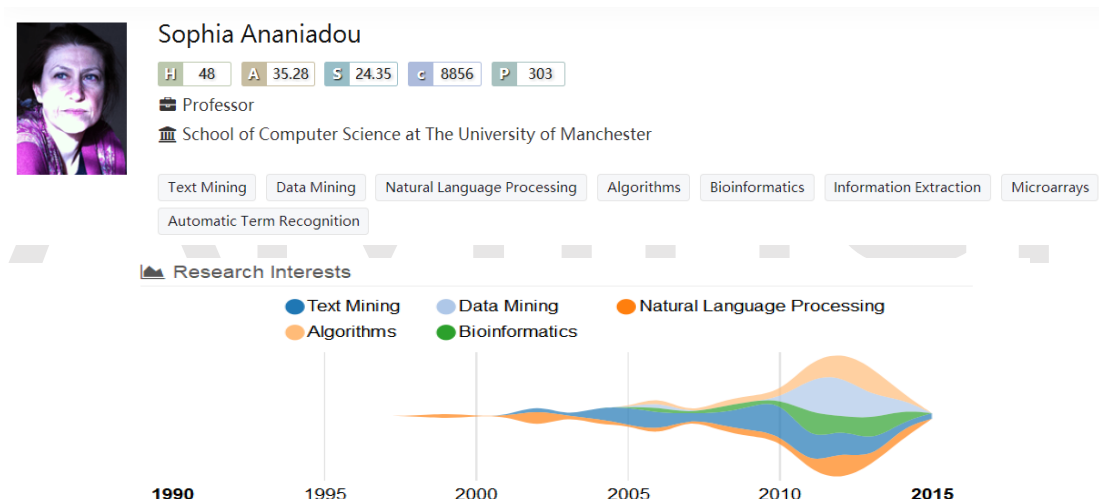 Sophia Ananiadou
H 48 A 35.28 S 24.35 c 8856 P 303
Professor
School of Computer Science at The University of Manchester
Text Mining Data Mining Natural Language Processing Algorithms Bioinformatics Information Extraction Microarrays
Automatic Term Recognition
Research Interests
Text Mining Data Mining Natural Language Processing
Algorithms Bioinformatics
1990 1995 2000 2005 2010 2015